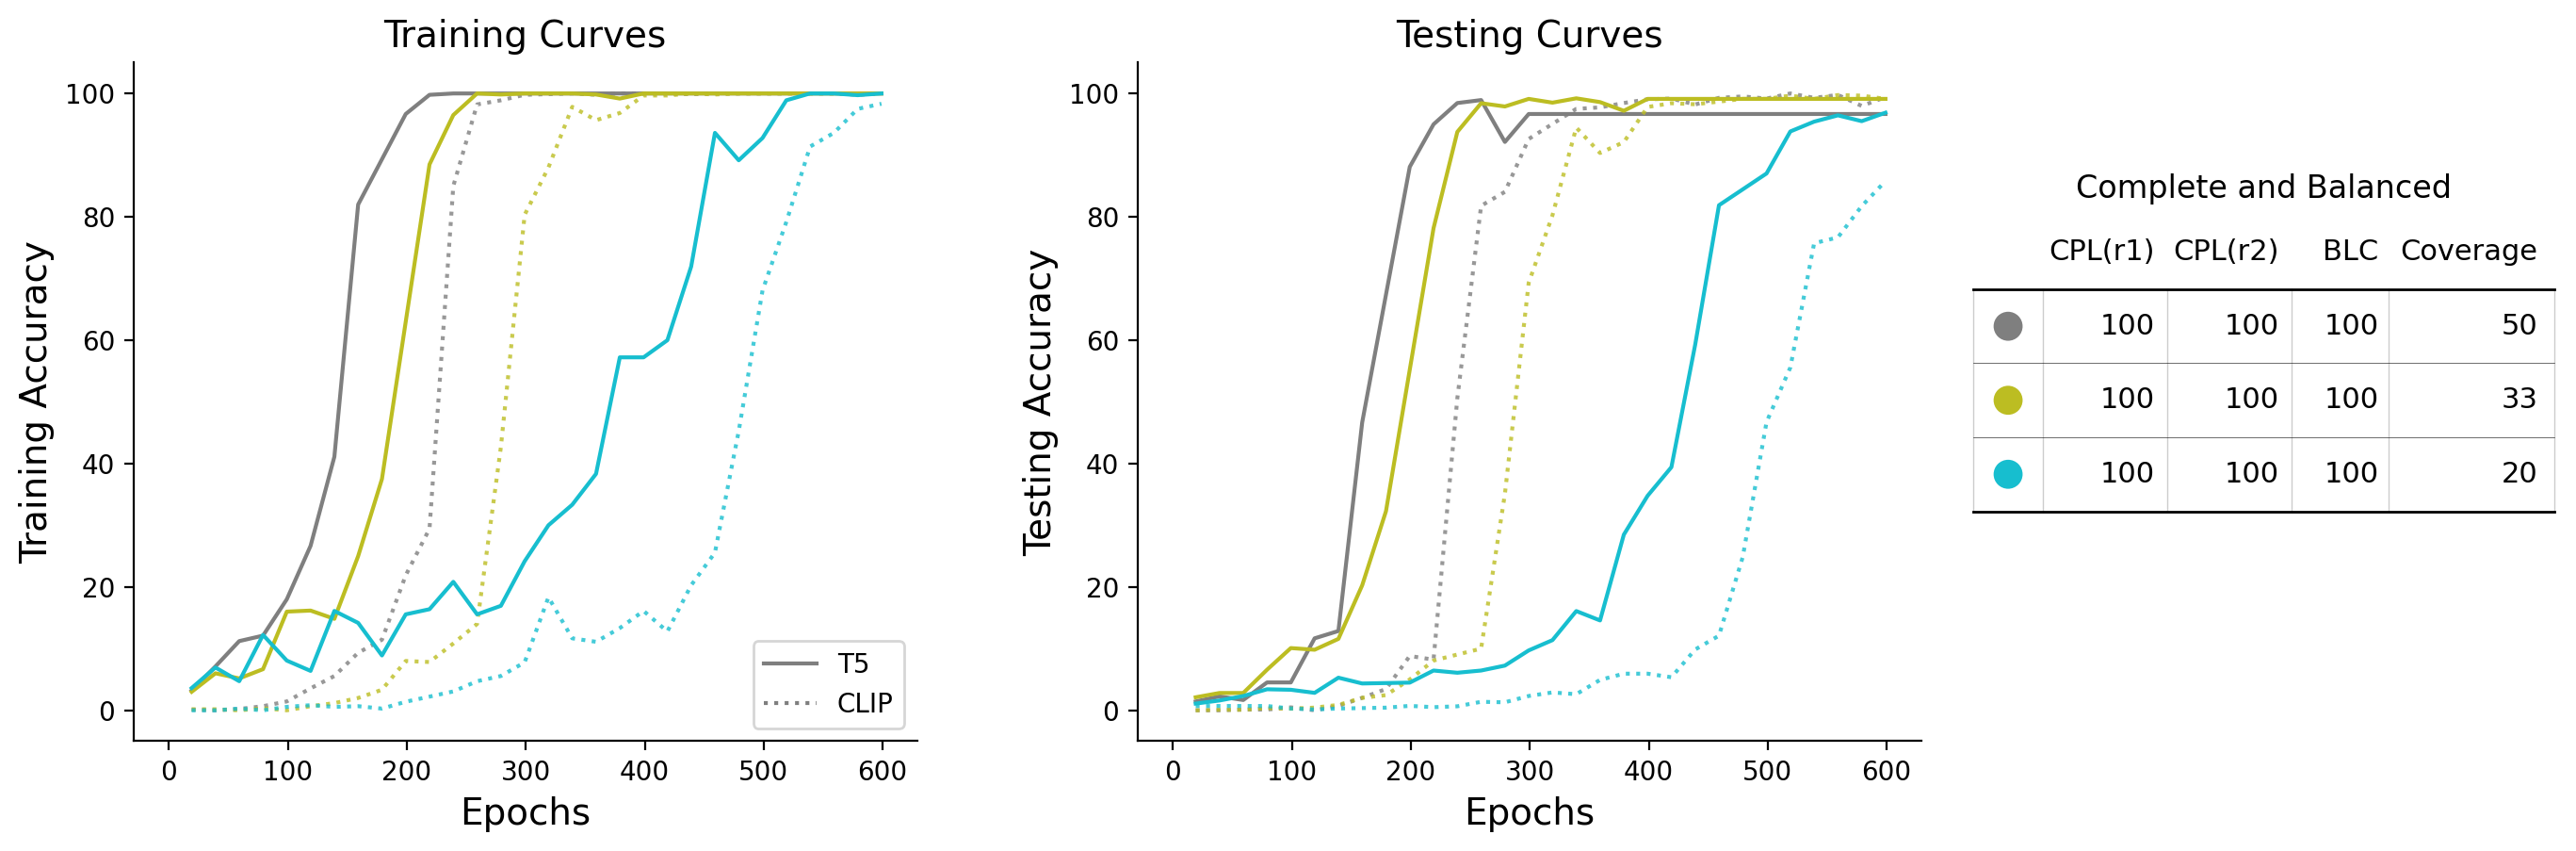 Training Curves
Training Accuracy
100
80
60
40
20
0
0 100 200 300 400 500 600
Epochs
T5
CLIP
Testing Curves
Testing Accuracy
100
80
60
40
20
0
0 100 200 300 400 500 600
Epochs
Complete and Balanced
CPL(r1) CPL(r2) BLC Coverage
100 100 100 50
100 100 100 33
100 100 100 20